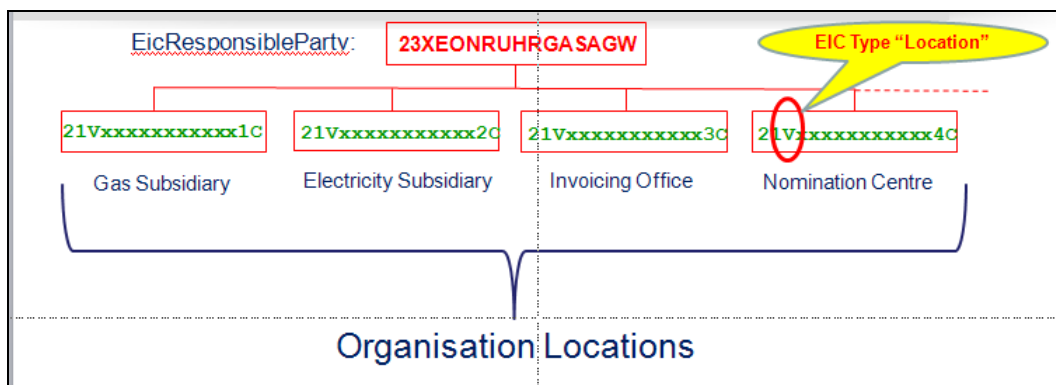 EicResponsibleParty: 23XEONRUHRGASAGW EIC Type “Location”
21Vxxxxxxxxxxx1C 21Vxxxxxxxxxxx2C 21Vxxxxxxxxxxx3C 21Vxxxxxxxxxxx4C
Gas Subsidiary Electricity Subsidiary Invoicing Office Nomination Centre
Organisation Locations